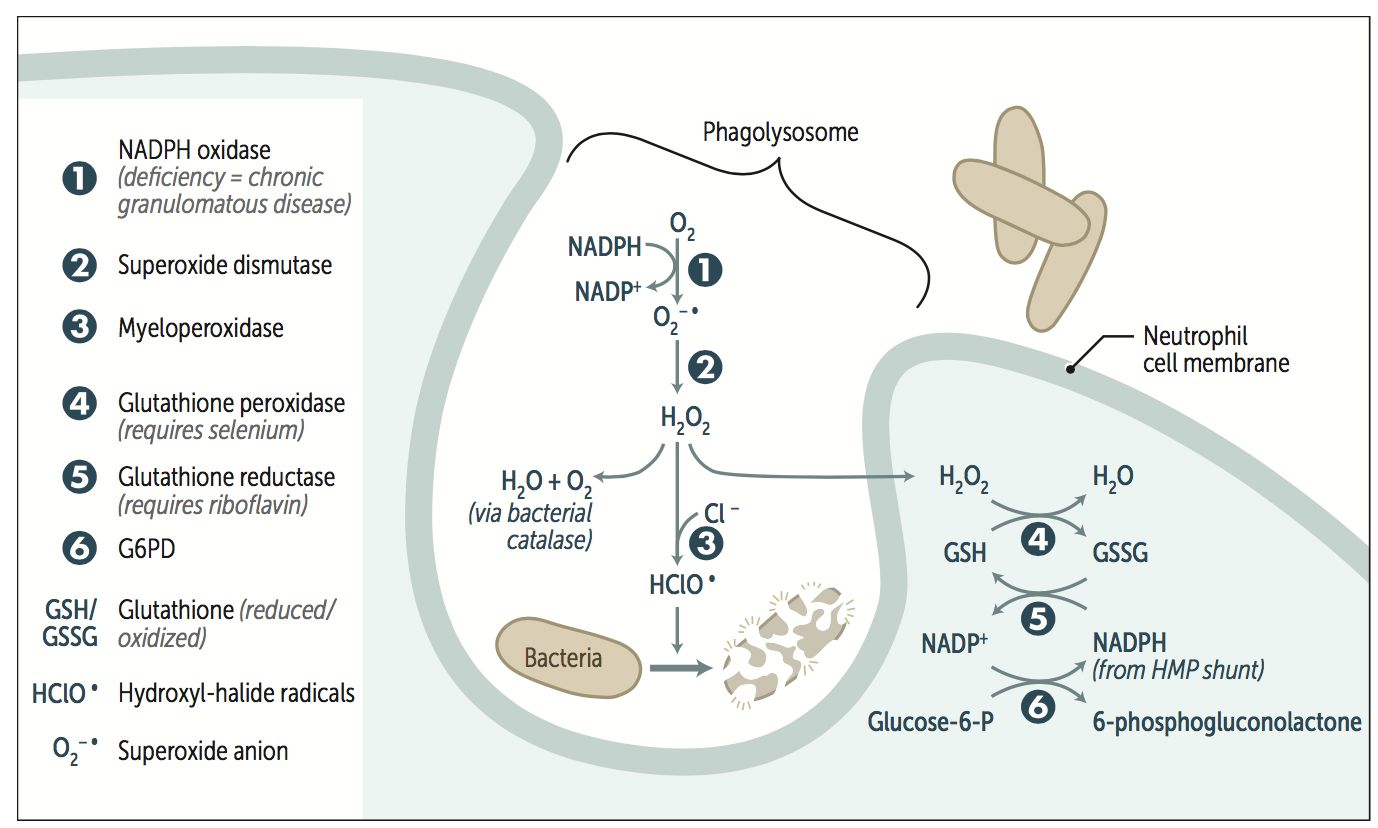 1 NADPH oxidase
(deficiency = chronic
granulomatous disease)
2 Superoxide dismutase
3 Myeloperoxidase
4 Glutathione peroxidase
(requires selenium)
5 Glutathione reductase
(requires riboflavin)
6 G6PD
GSH/ Glutathione (reduced/
GSSG oxidized)
HClO• Hydroxyl-halide radicals
O₂⁻• Superoxide anion
Phagolysosome
O₂
NADPH
1
NADP⁺
O₂⁻•
2
H₂O₂
H₂O + O₂
(via bacterial
catalase)
Cl⁻
3
HClO•
Bacteria
Neutrophil
cell membrane
H₂O₂ H₂O
4
GSH GSSG
5
NADP⁺ NADPH
(from HMP shunt)
6
Glucose-6-P 6-phosphogluconolactone